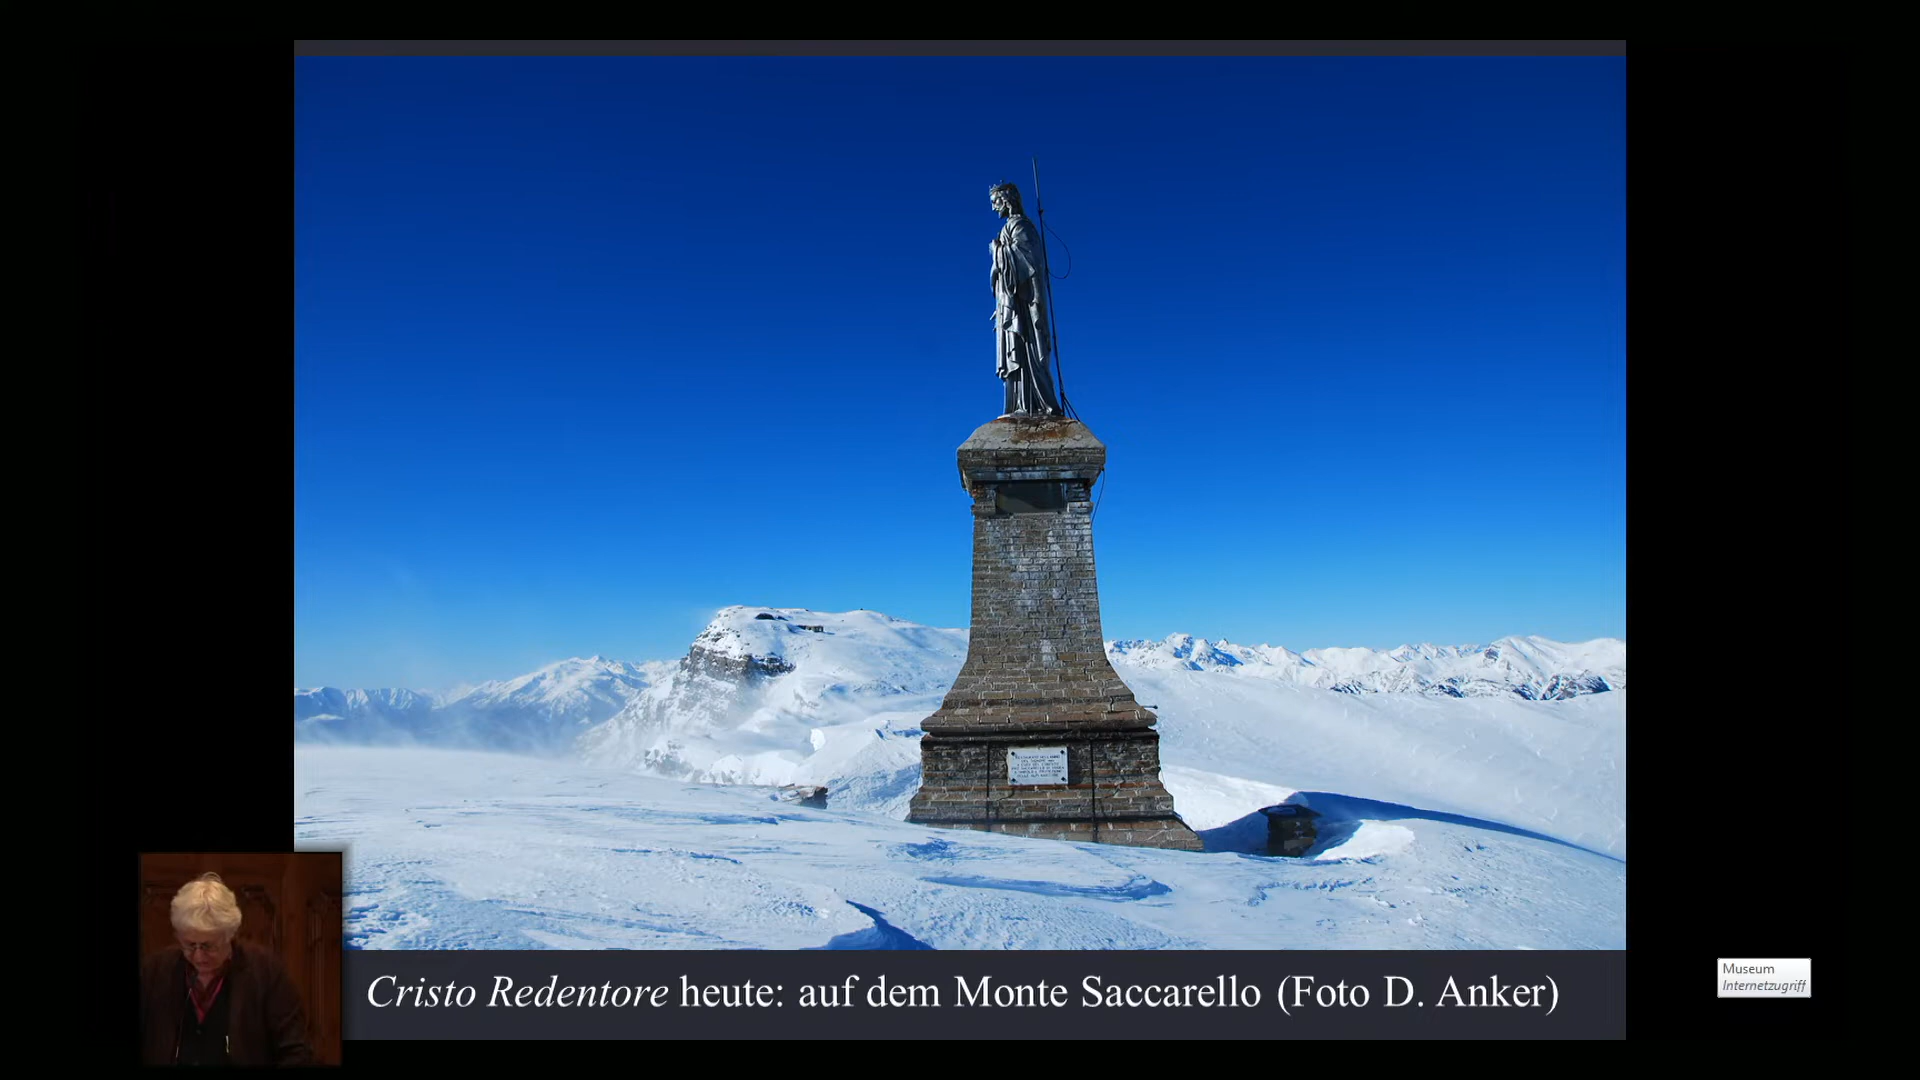 Cristo Redentore heute: auf dem Monte Saccarello (Foto D. Anker)
Museum
Internetzugriff